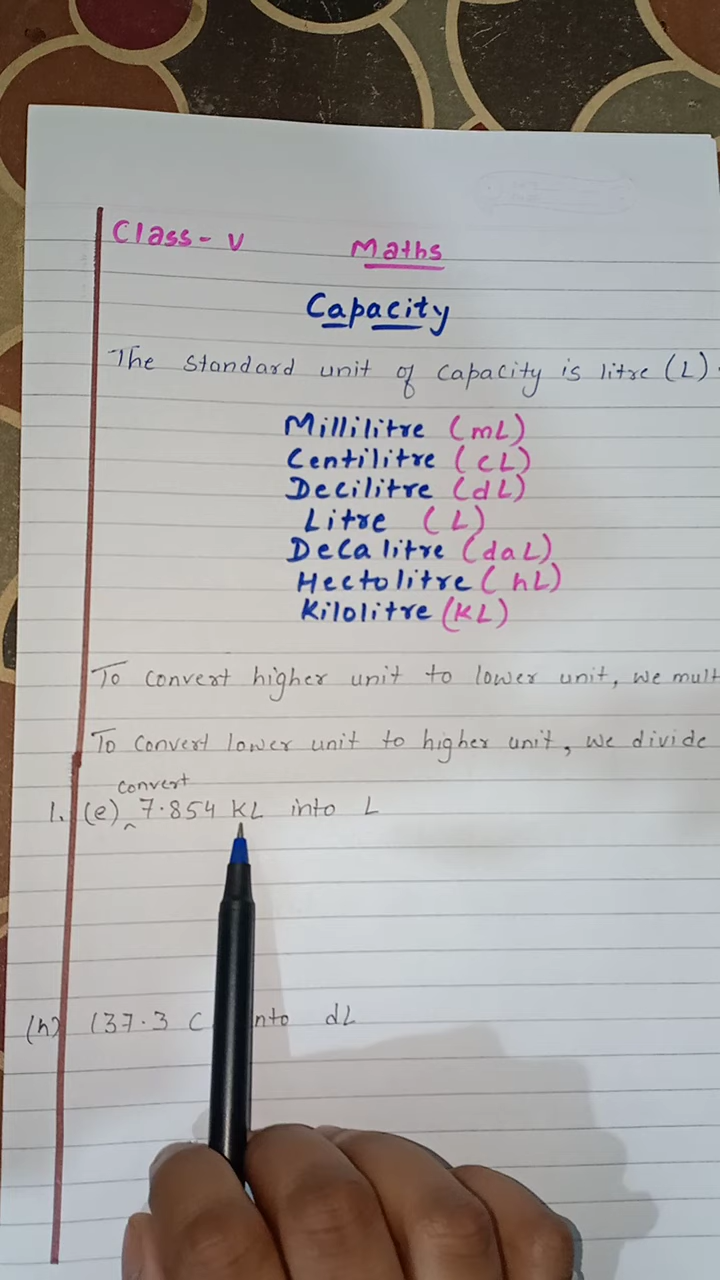 Class - V Maths
Capacity
The standard unit of capacity is litre (L).
Millilitre (mL)
Centilitre (cL)
Decilitre (dL)
Litre (L)
Decalitre (daL)
Hectolitre (hL)
Kilolitre (KL)
To convert higher unit to lower unit, we mult
To convert lower unit to higher unit, we divide
convert
1. (e) ^ 7.854 KL into L
(h) 137.3 c nto dL